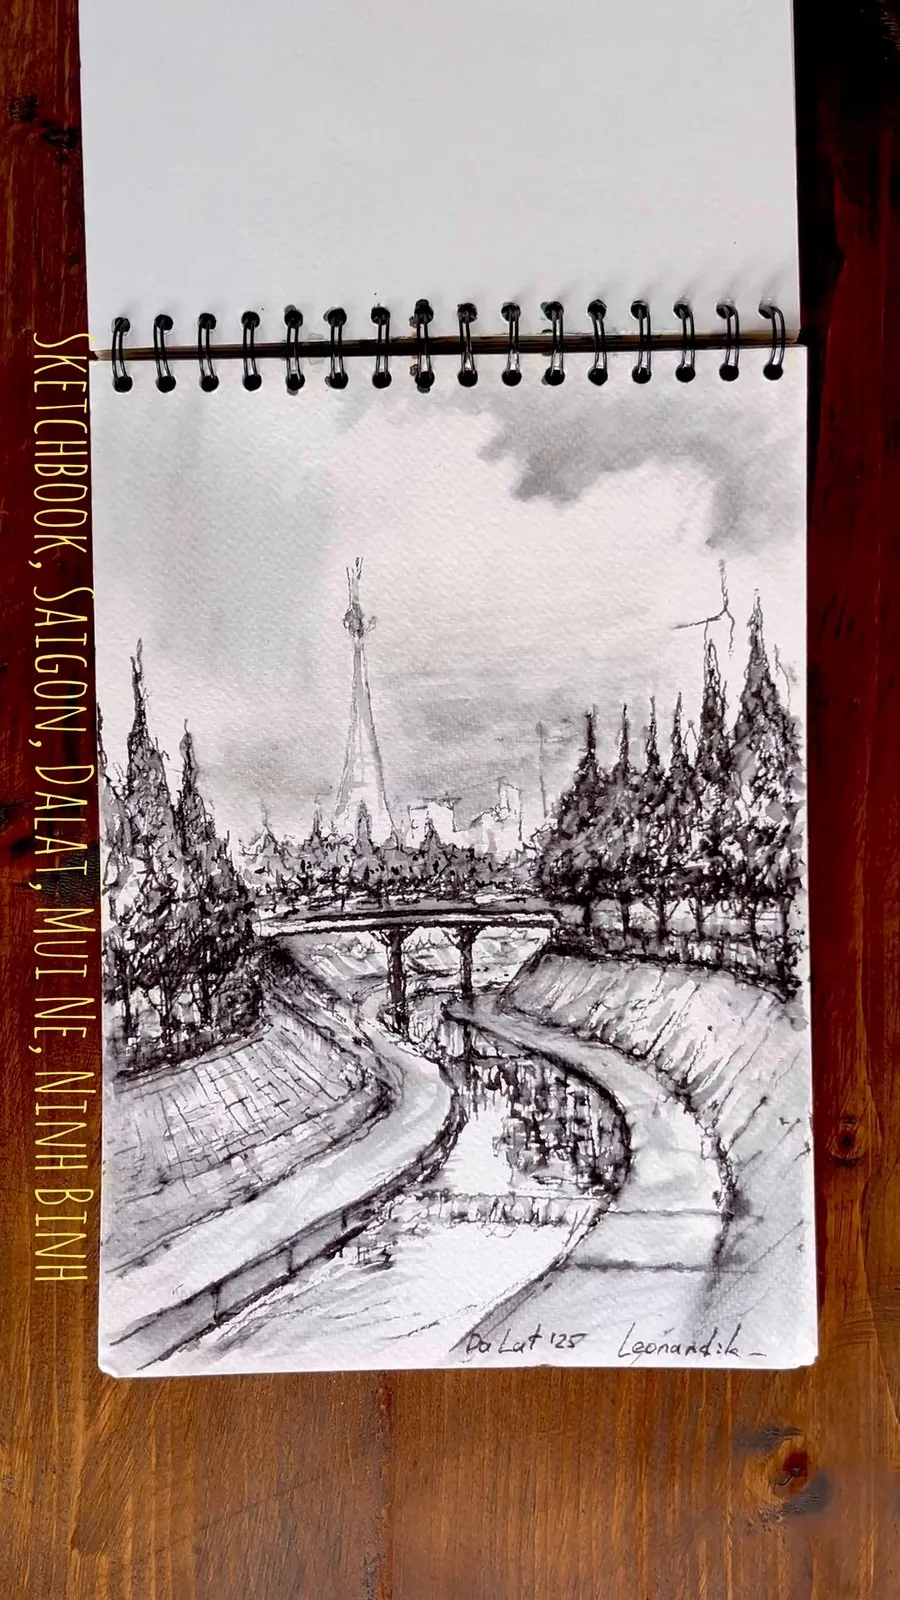 SKETCHBOOK, SAIGON, DALAT, MUI NE, NINH BINH
Da Lat '25 Leonardik